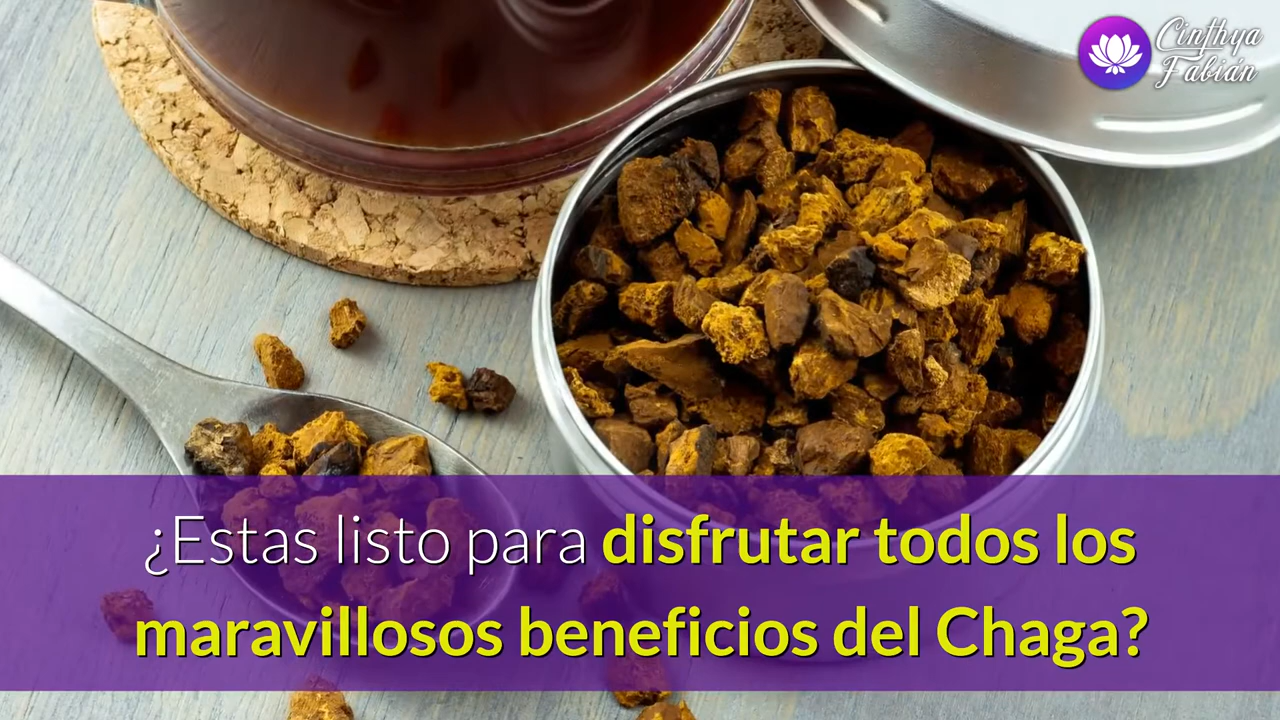 Cinthya
Fabián
¿Estas listo para disfrutar todos los
maravillosos beneficios del Chaga?